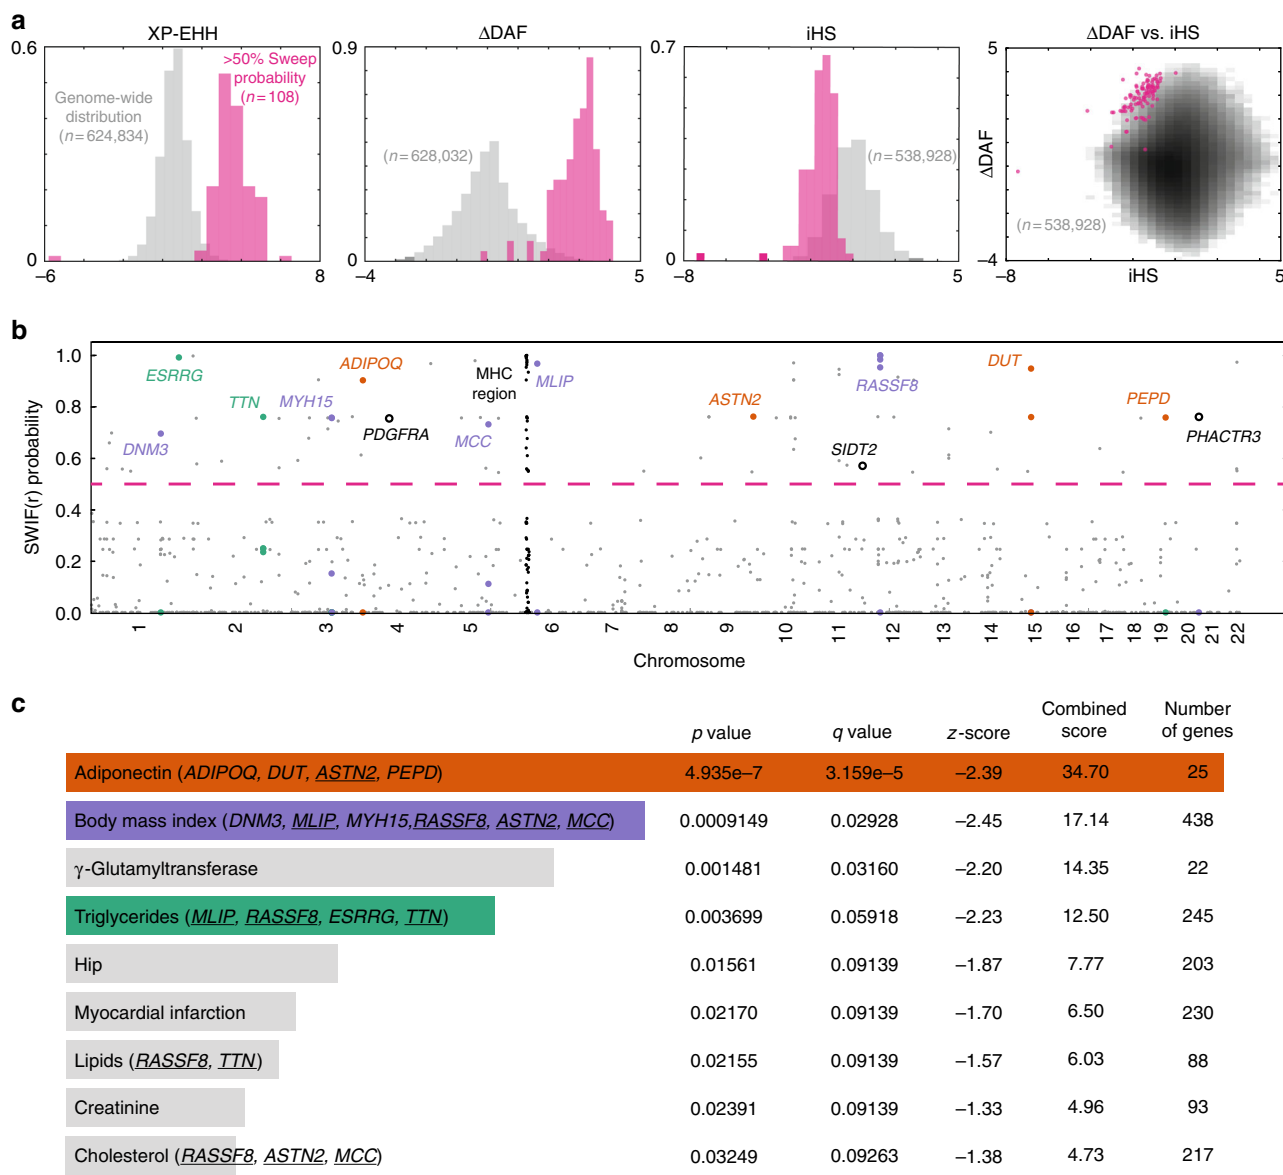 a
XP-EHH
0.6
0
–6
8
Genome-wide
distribution
(n = 624,834)
>50% Sweep
probability
(n = 108)
ΔDAF
0.9
0
–4
5
(n = 628,032)
iHS
0.7
0
–8
5
(n = 538,928)
ΔDAF vs. iHS
5
ΔDAF
–4
–8
iHS
5
(n = 538,928)
b
SWIF(r) probability
1.0
0.8
0.6
0.4
0.2
0.0
ESRRG
TTN
DNM3
MYH15
ADIPOQ
PDGFRA
MCC
MHC
region
MLIP
ASTN2
SIDT2
RASSF8
DUT
PEPD
PHACTR3
1
2
3
4
5
6
7
8
9
10
11
12
13
14
15
16
17
18
19
20
21
22
Chromosome
c
p value
q value
z-score
Combined
score
Number
of genes
Adiponectin (ADIPOQ, DUT, ASTN2, PEPD) 4.935e–7 3.159e–5 –2.39 34.70 25
Body mass index (DNM3, MLIP, MYH15,RASSF8, ASTN2, MCC) 0.0009149 0.02928 –2.45 17.14 438
γ-Glutamyltransferase 0.001481 0.03160 –2.20 14.35 22
Triglycerides (MLIP, RASSF8, ESRRG, TTN) 0.003699 0.05918 –2.23 12.50 245
Hip 0.01561 0.09139 –1.87 7.77 203
Myocardial infarction 0.02170 0.09139 –1.70 6.50 230
Lipids (RASSF8, TTN) 0.02155 0.09139 –1.57 6.03 88
Creatinine 0.02391 0.09139 –1.33 4.96 93
Cholesterol (RASSF8, ASTN2, MCC) 0.03249 0.09263 –1.38 4.73 217